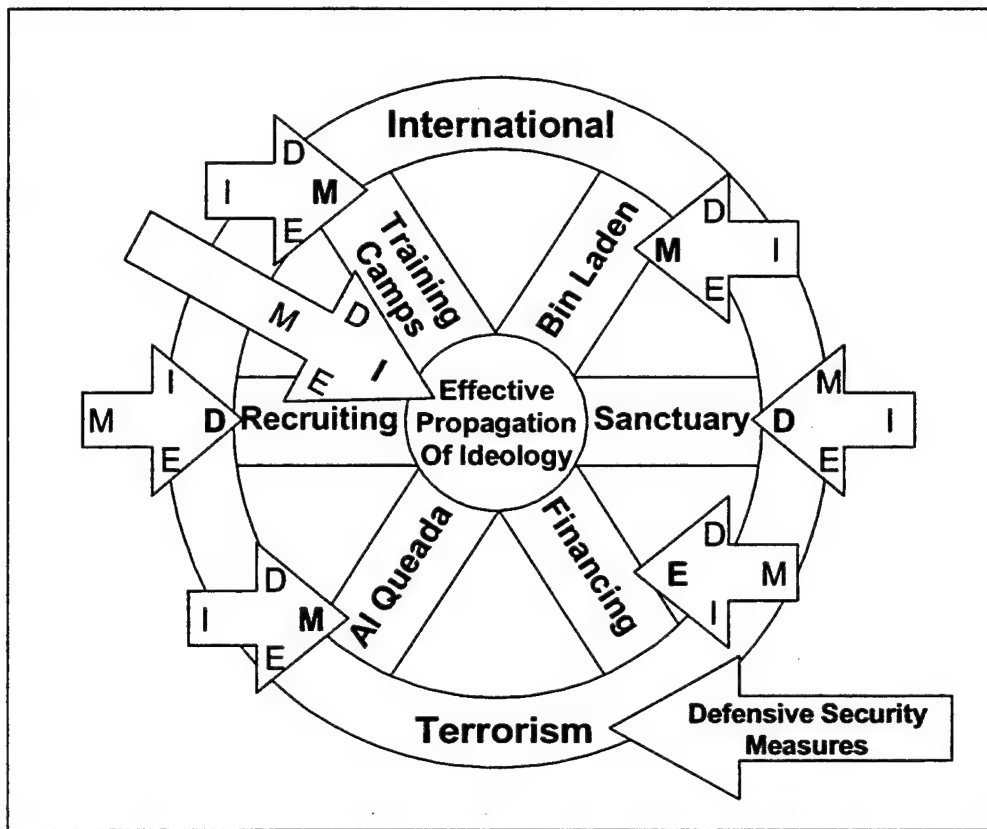 International
D
I M
E
Training
Camps
Bin Laden
D
M I
E
M D
E I
I
M D
E
Recruiting
Effective
Propagation
Of Ideology
Sanctuary
M
D I
E
Al Queada
Financing
D
E M
I
D
I M
E
Terrorism
Defensive Security
Measures